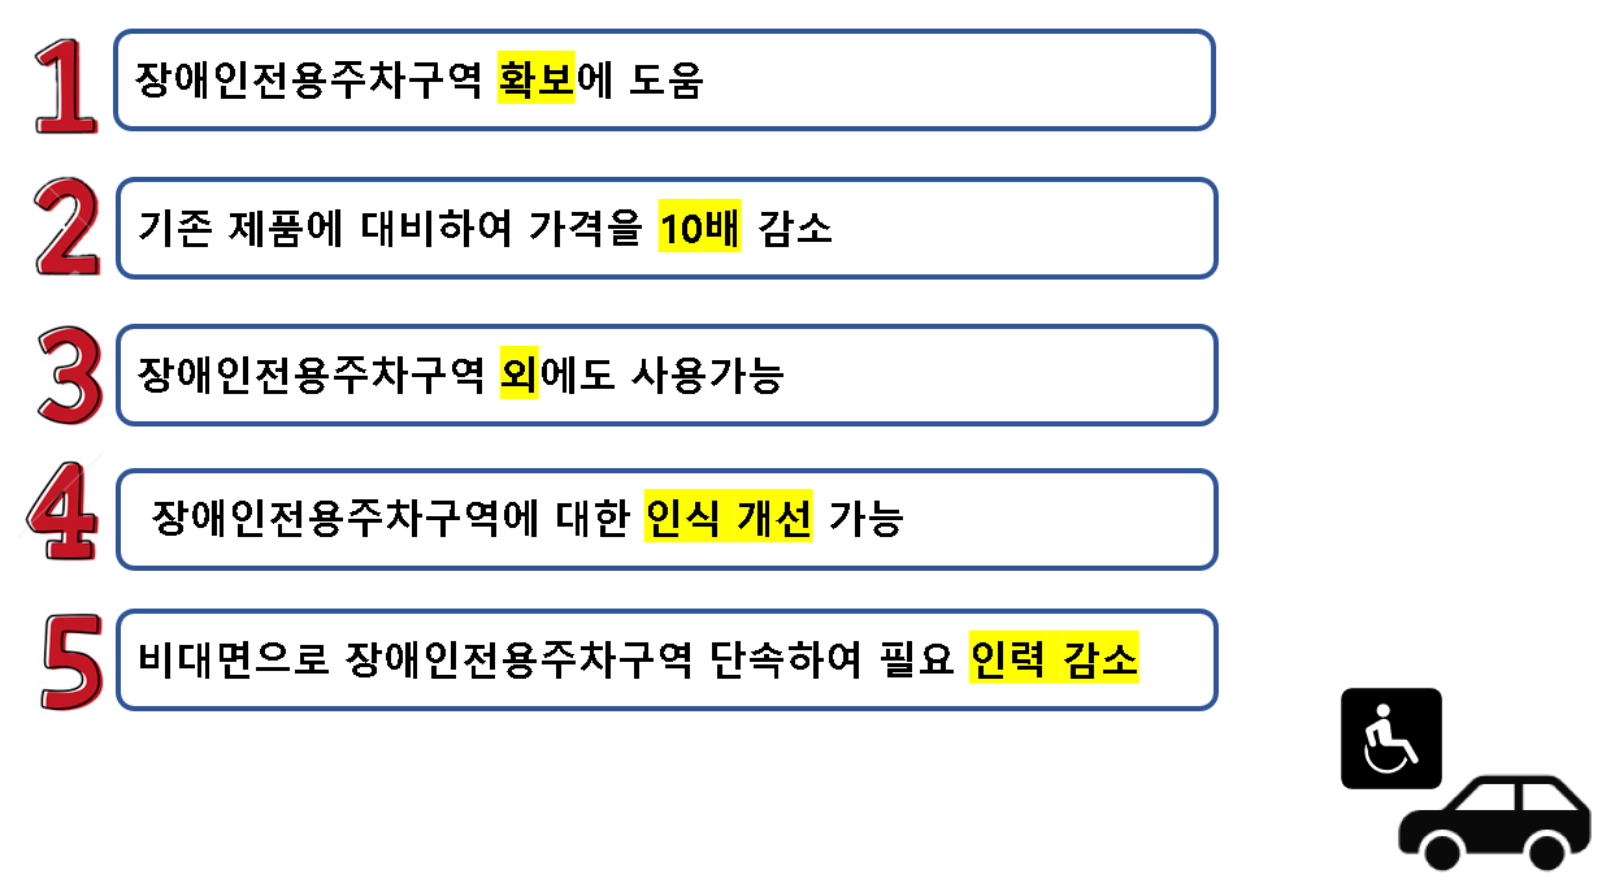 1 장애인전용주차구역 확보에 도움
2 기존 제품에 대비하여 가격을 10배 감소
3 장애인전용주차구역 외에도 사용가능
4 장애인전용주차구역에 대한 인식 개선 가능
5 비대면으로 장애인전용주차구역 단속하여 필요 인력 감소